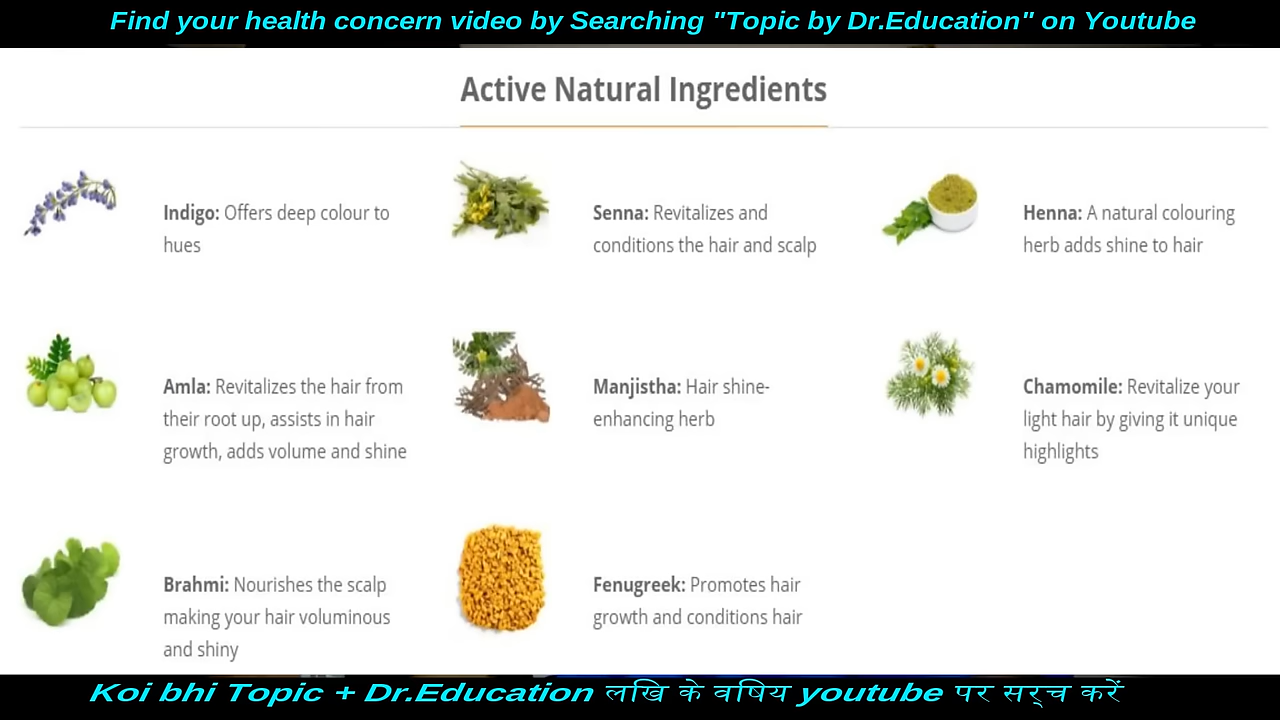 Find your health concern video by Searching "Topic by Dr.Education" on Youtube
Active Natural Ingredients
Indigo: Offers deep colour to
hues
Senna: Revitalizes and
conditions the hair and scalp
Henna: A natural colouring
herb adds shine to hair
Amla: Revitalizes the hair from
their root up, assists in hair
growth, adds volume and shine
Manjistha: Hair shine-
enhancing herb
Chamomile: Revitalize your
light hair by giving it unique
highlights
Brahmi: Nourishes the scalp
making your hair voluminous
and shiny
Fenugreek: Promotes hair
growth and conditions hair
Koi bhi Topic + Dr.Education लखि के वषिय youtube पर सर्च करें